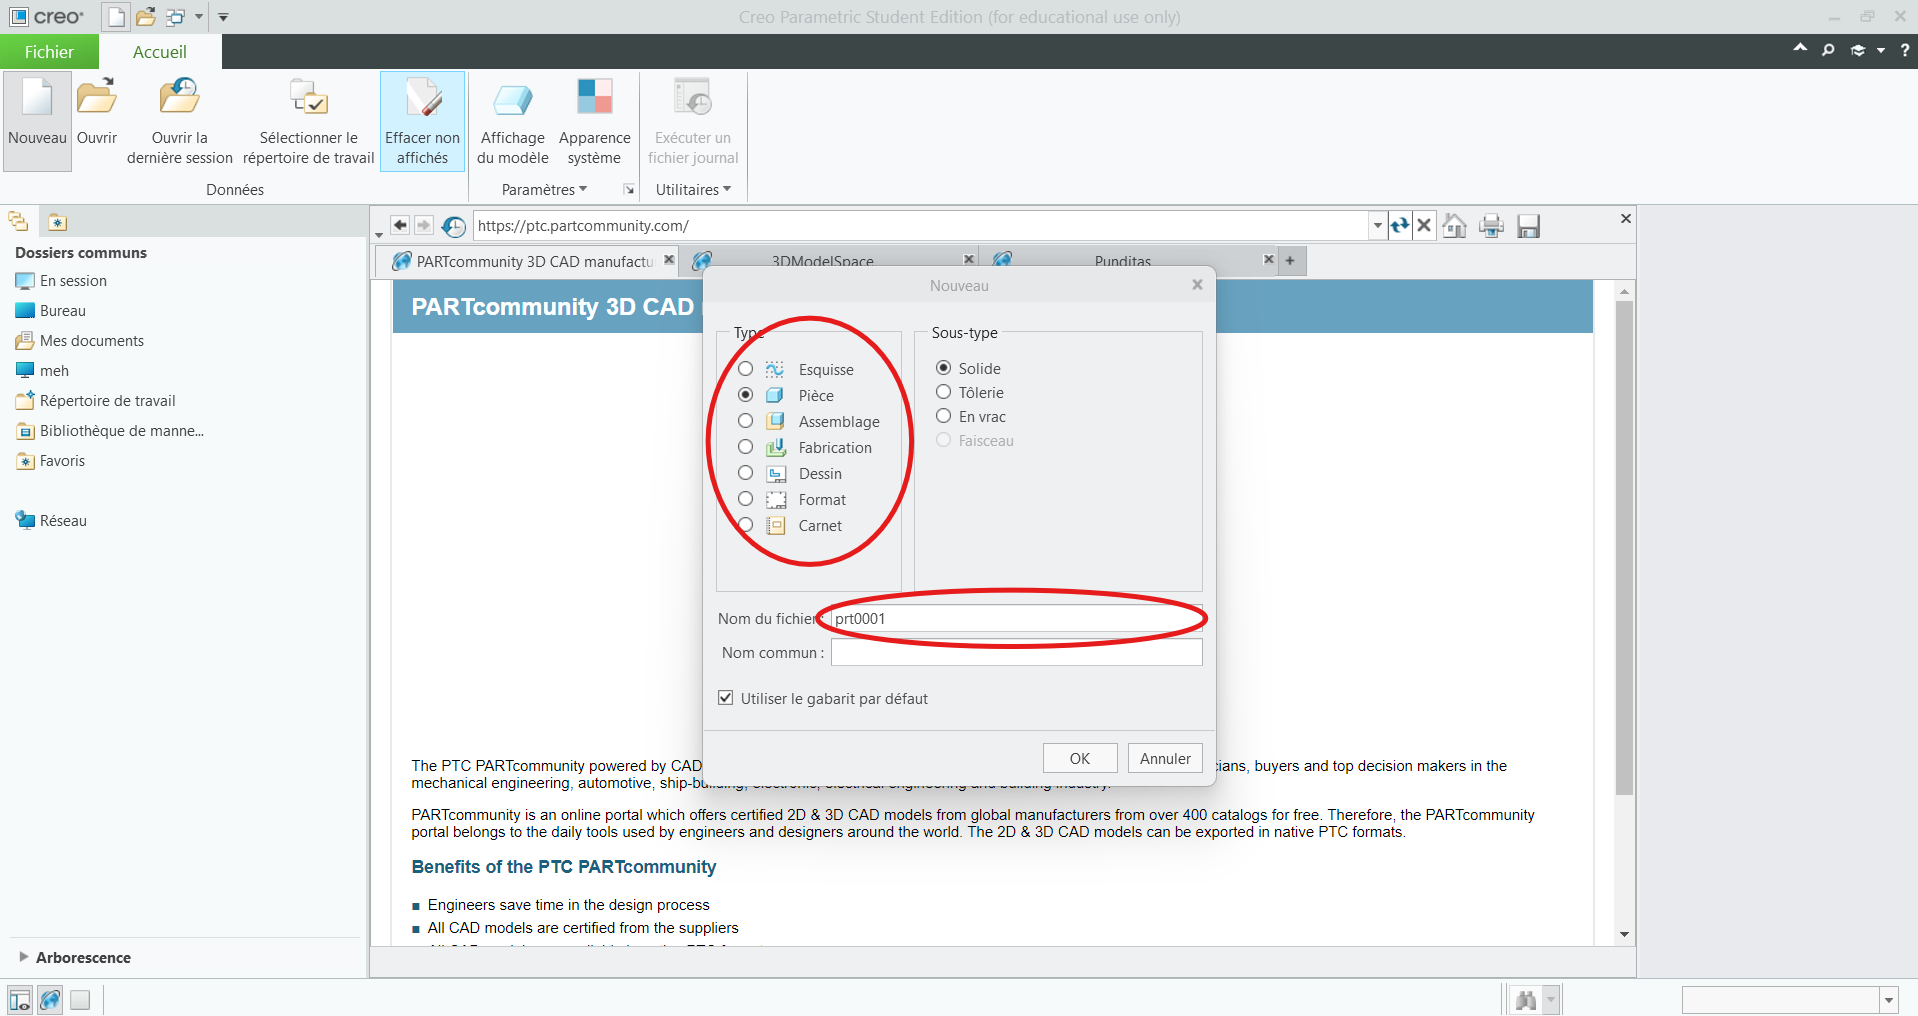 creo
Creo Parametric Student Edition (for educational use only)
Fichier
Accueil
Nouveau
Ouvrir
Ouvrir la
dernière session
Sélectionner le
répertoire de travail
Effacer non
affichés
Affichage
du modèle
Apparence
système
Exécuter un
fichier journal
Données
Paramètres
Utilitaires
Dossiers communs
En session
Bureau
Mes documents
meh
Répertoire de travail
Bibliothèque de manne...
Favoris
Réseau
Arborescence
https://ptc.partcommunity.com/
PARTcommunity 3D CAD manufactu
3DModelSpace
Punditas
PARTcommunity 3D CAD
Nouveau
Type
Esquisse
Pièce
Assemblage
Fabrication
Dessin
Format
Carnet
Sous-type
Solide
Tôlerie
En vrac
Faisceau
Nom du fichier :
prt0001
Nom commun :
Utiliser le gabarit par défaut
OK
Annuler
The PTC PARTcommunity powered by CAD cians, buyers and top decision makers in the
mechanical engineering, automotive, ship-building, electronic, electrical engineering and building industry.
PARTcommunity is an online portal which offers certified 2D & 3D CAD models from global manufacturers from over 400 catalogs for free. Therefore, the PARTcommunity
portal belongs to the daily tools used by engineers and designers around the world. The 2D & 3D CAD models can be exported in native PTC formats.
Benefits of the PTC PARTcommunity
Engineers save time in the design process
All CAD models are certified from the suppliers